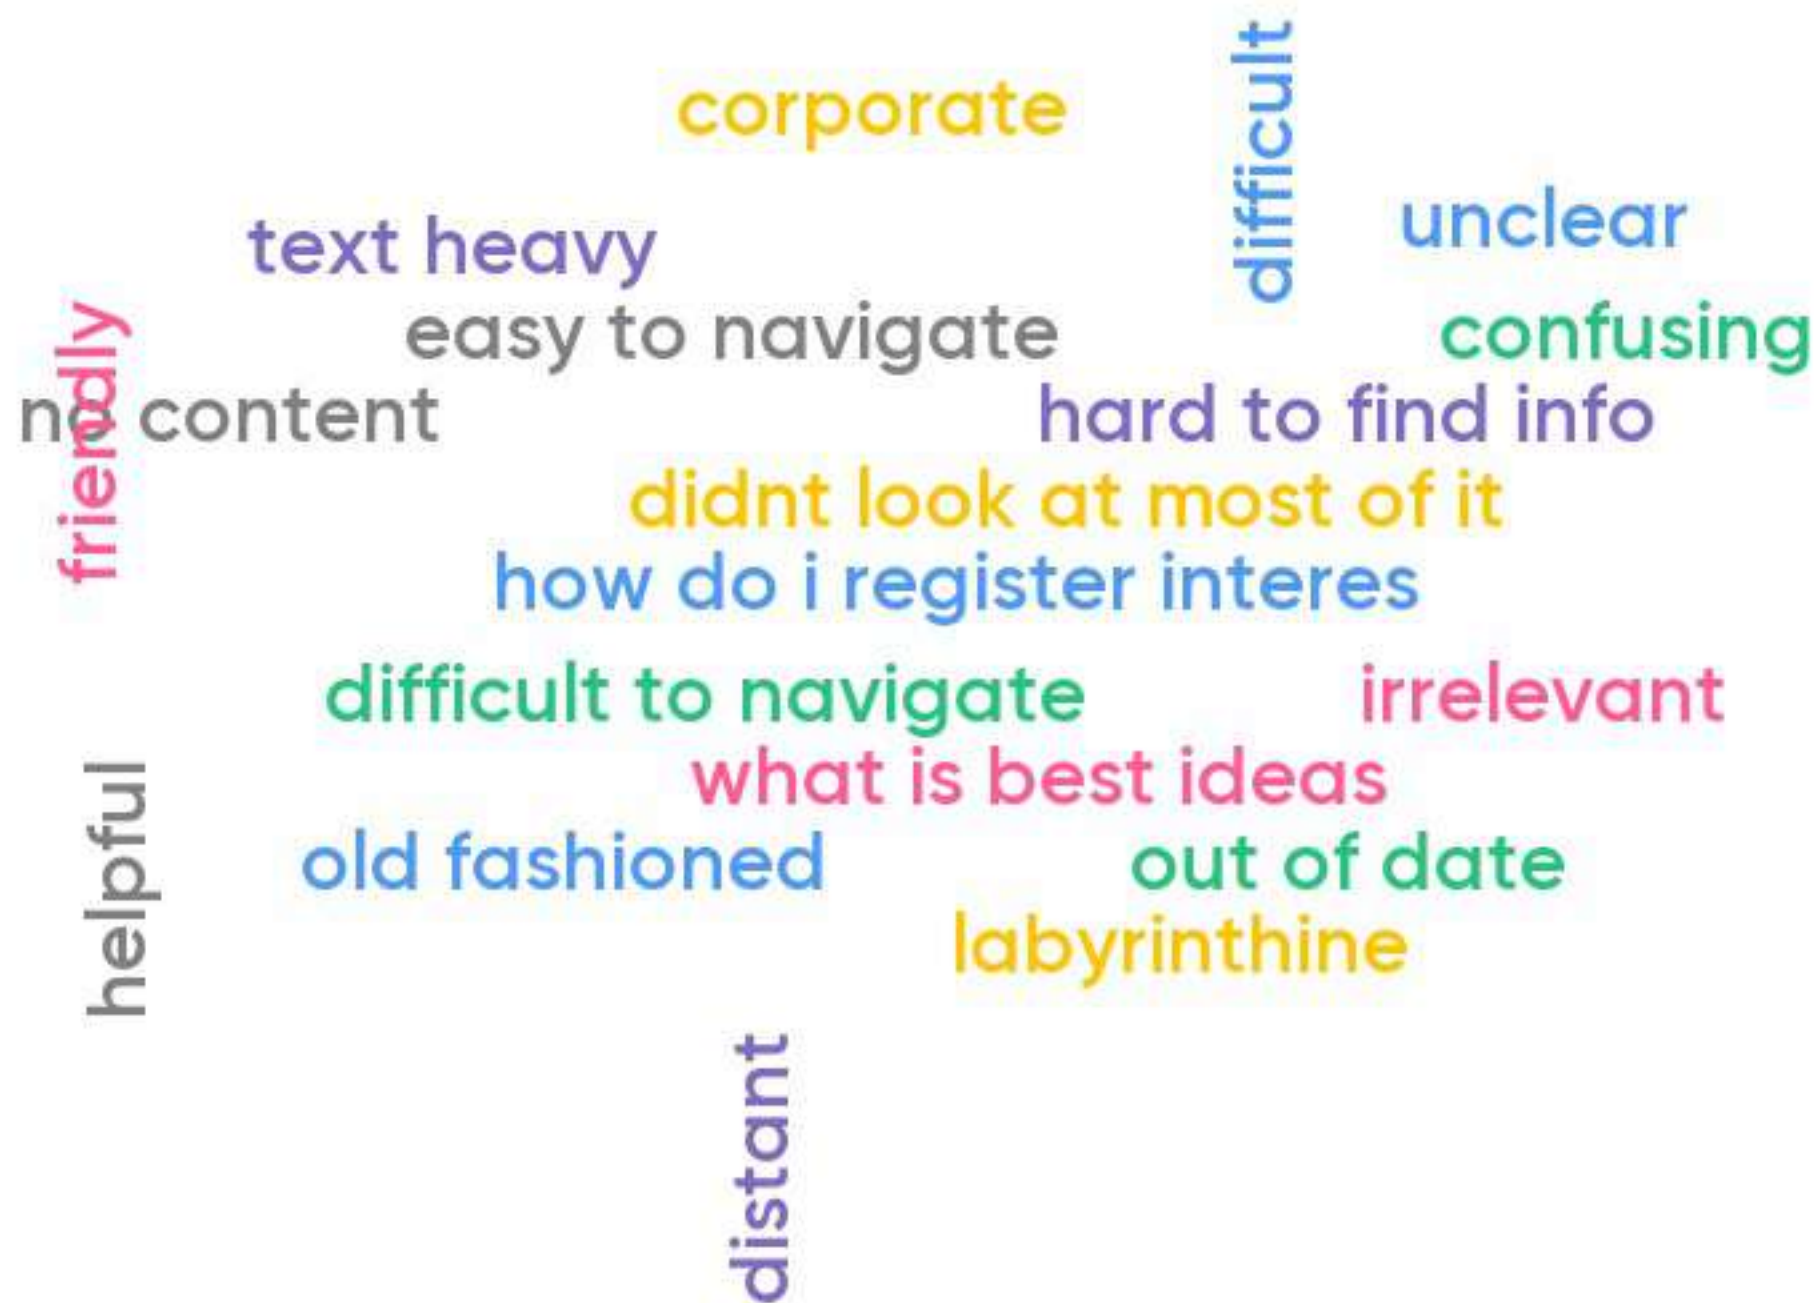 corporate
difficult
unclear
text heavy
easy to navigate
confusing
friendly
no content
hard to find info
didnt look at most of it
how do i register interes
difficult to navigate
irrelevant
what is best ideas
helpful
old fashioned
out of date
labyrinthine
distant